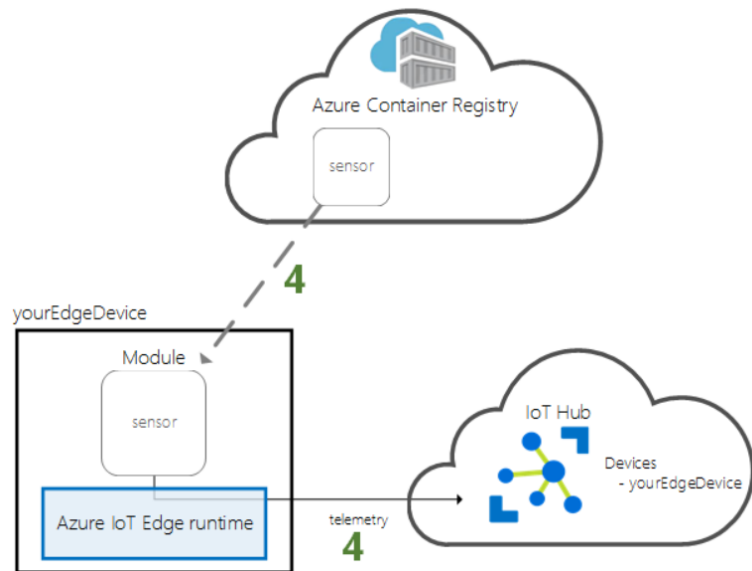 Azure Container Registry
sensor
4
yourEdgeDevice
Module
sensor
Azure IoT Edge runtime
telemetry
4
IoT Hub
Devices
- yourEdgeDevice